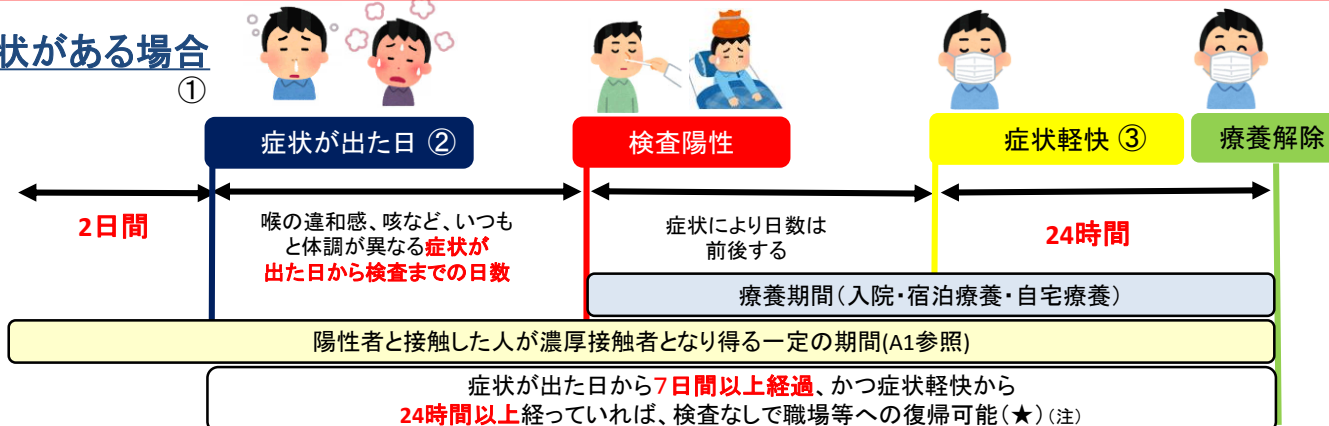 状がある場合
①
症状が出た日 ②
検査陽性
症状軽快 ③
療養解除
2日間
喉の違和感、咳など、いつも
と体調が異なる症状が
出た日から検査までの日数
症状により日数は
前後する
24時間
療養期間(入院・宿泊療養・自宅療養)
陽性者と接触した人が濃厚接触者となり得る一定の期間(A1参照)
症状が出た日から7日間以上経過、かつ症状軽快から
24時間以上経っていれば、検査なしで職場等への復帰可能(★)(注)